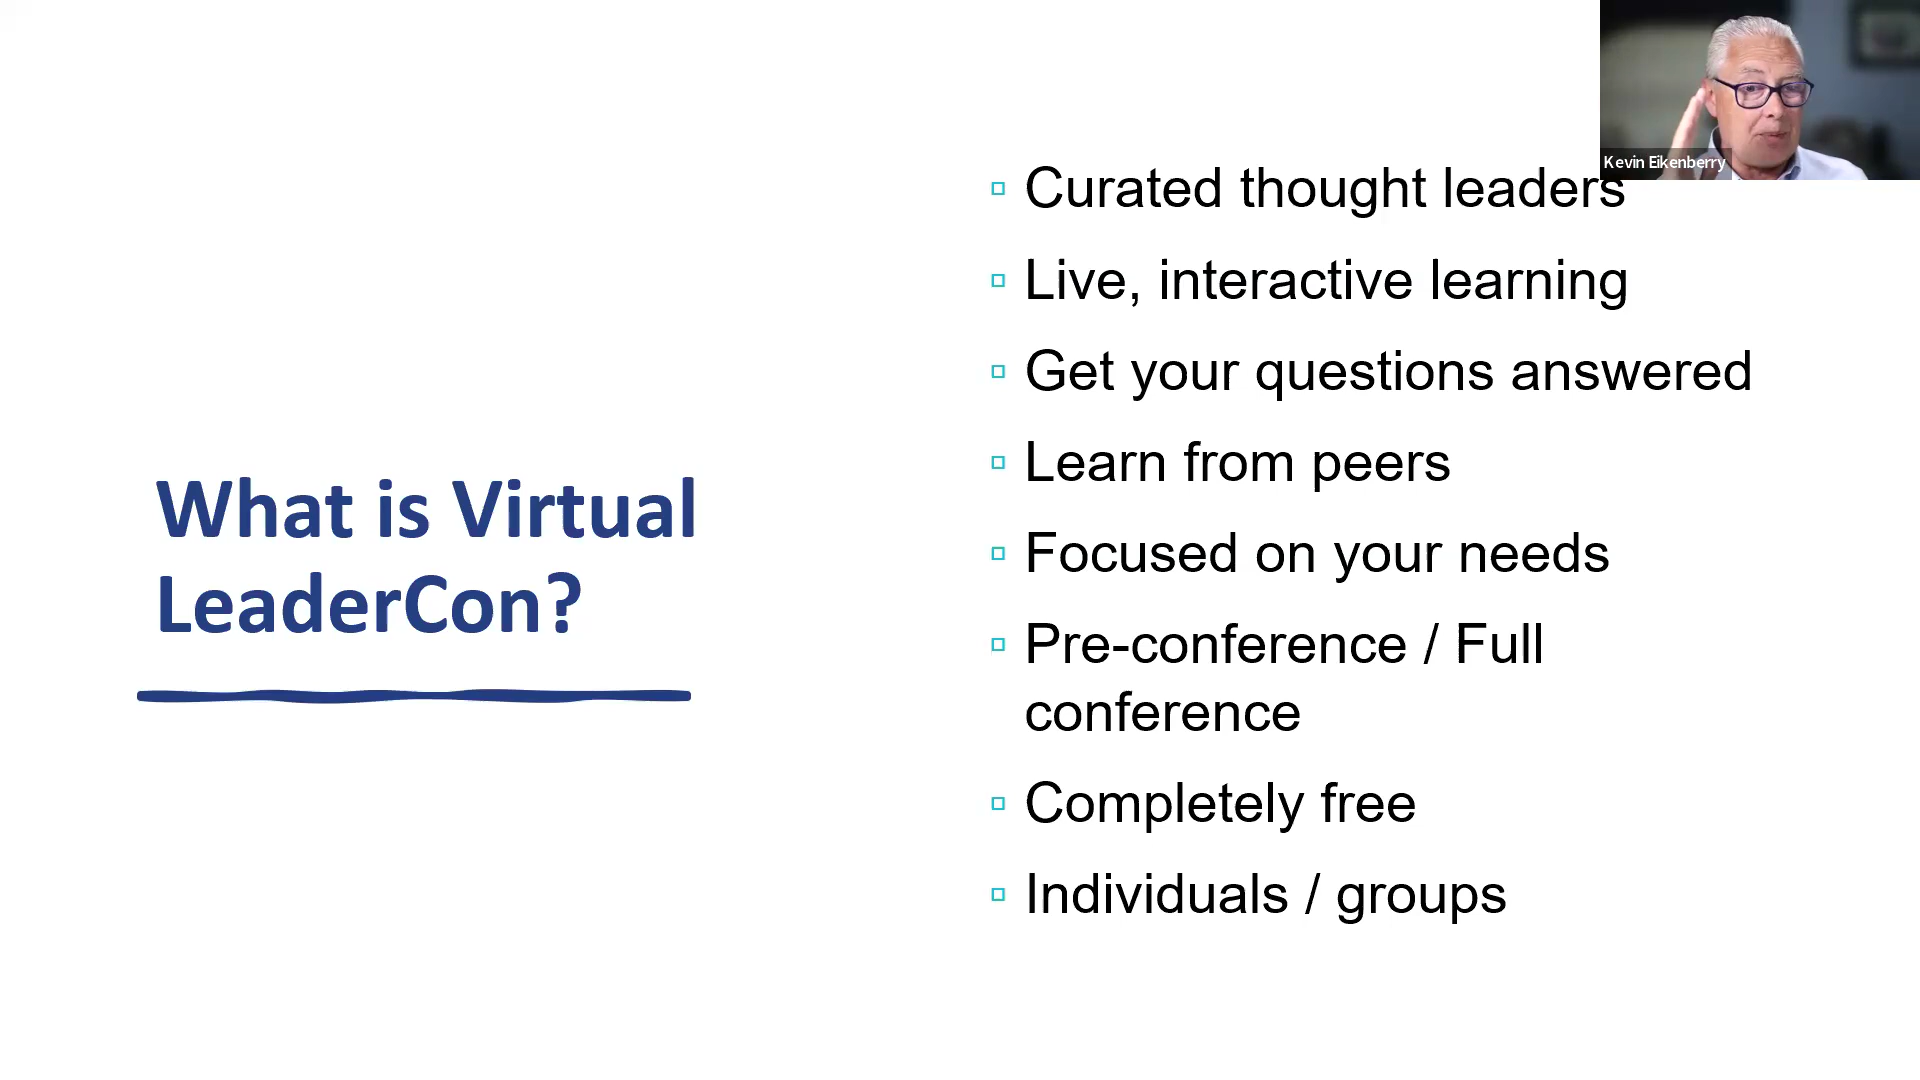 Kevin Eikenberry
What is Virtual
LeaderCon?
Curated thought leaders
Live, interactive learning
Get your questions answered
Learn from peers
Focused on your needs
Pre-conference / Full
conference
Completely free
Individuals / groups